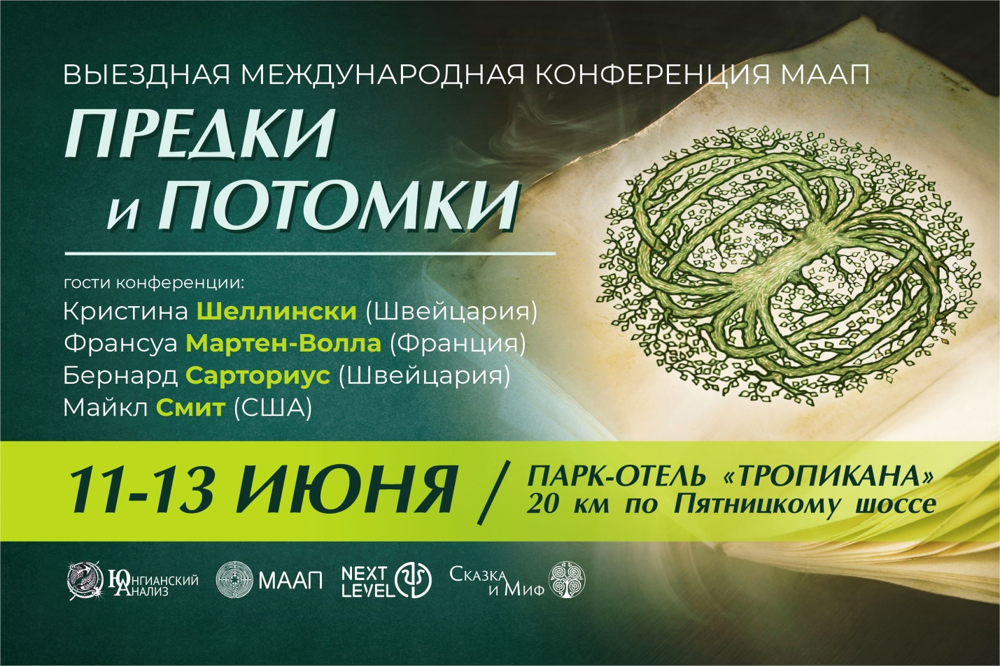 ВЫЕЗДНАЯ МЕЖДУНАРОДНАЯ КОНФЕРЕНЦИЯ МААП
ПРЕДКИ
и ПОТОМКИ
гости конференции:
Кристина Шеллински (Швейцария)
Франсуа Мартен-Волла (Франция)
Бернард Сарториус (Швейцария)
Майкл Смит (США)
11-13 ИЮНЯ / ПАРК-ОТЕЛЬ «ТРОПИКАНА»
20 км по Пятницкому шоссе
Юнгианский
Анализ
МААП
NEXT
LEVEL
Сказка
и Миф